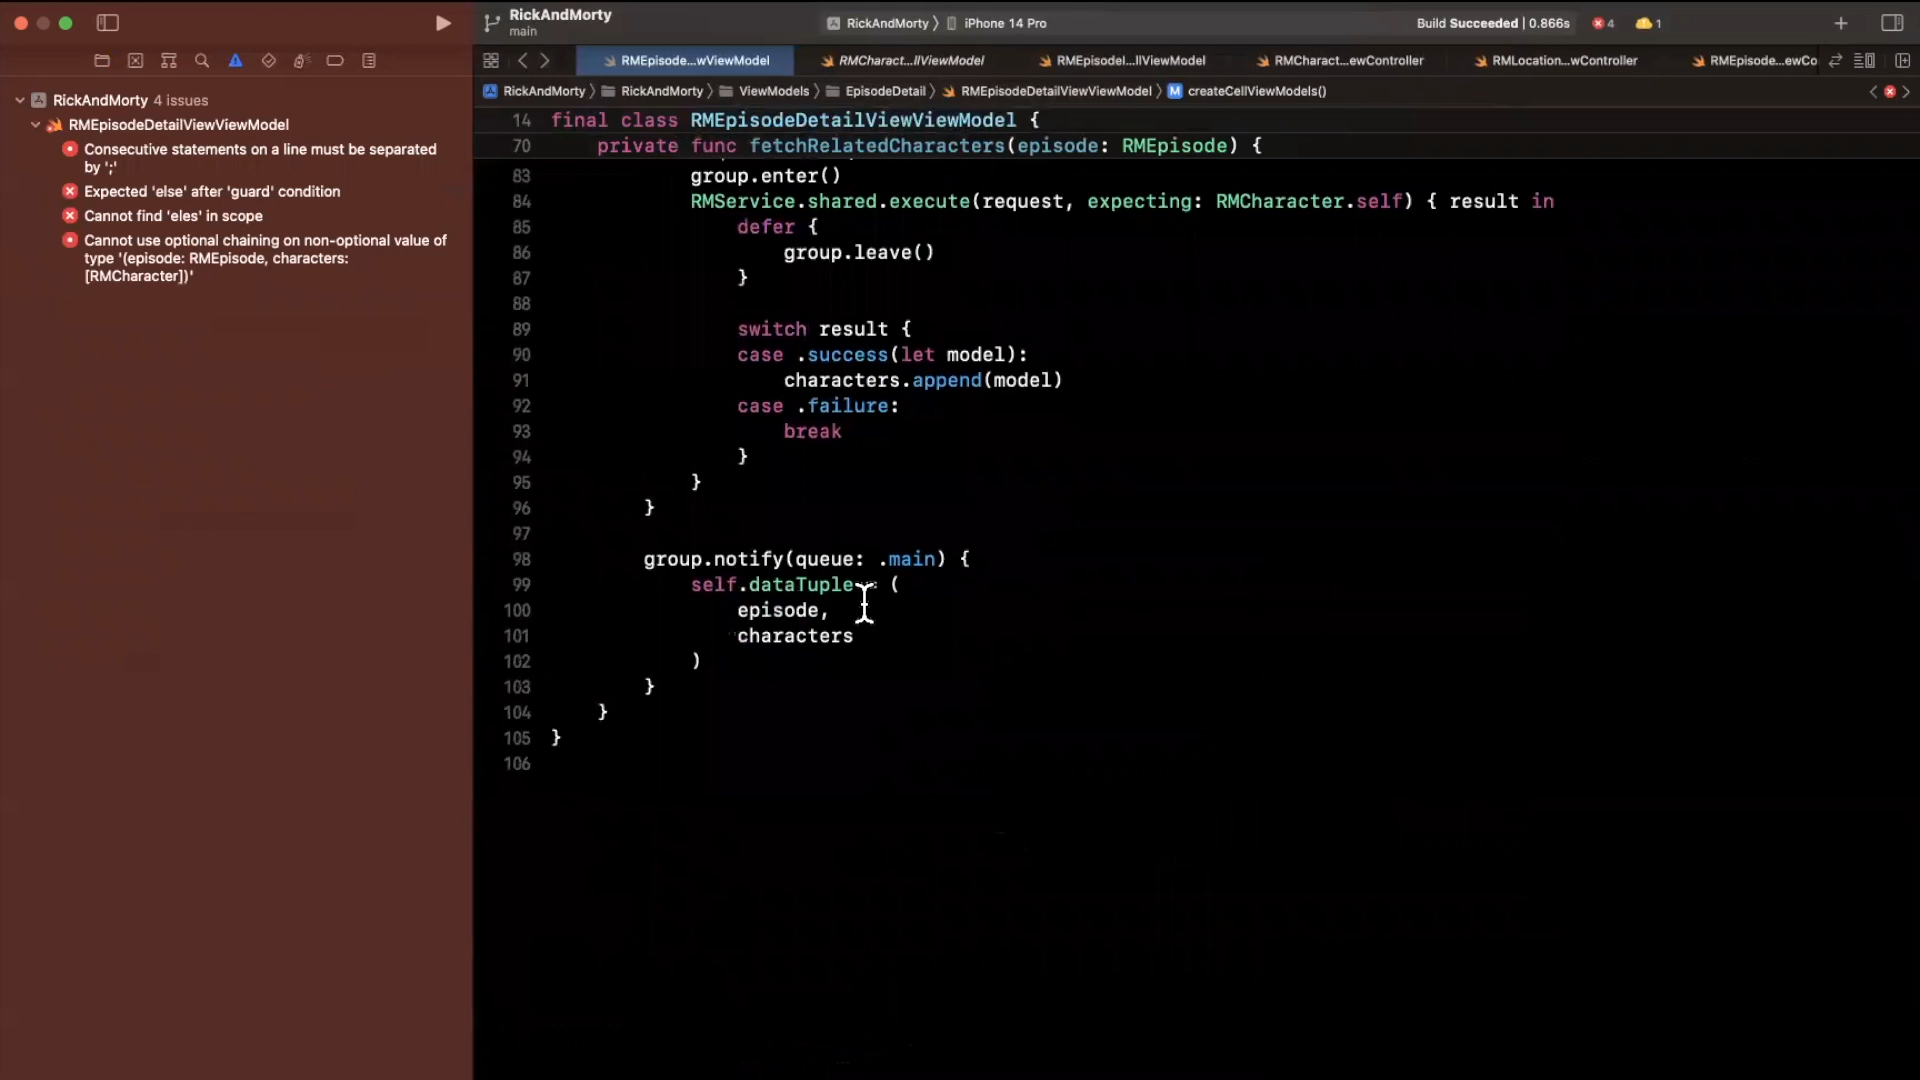 RickAndMorty
main
RickAndMorty 〉 iPhone 14 Pro
Build Succeeded | 0.866s
4
1
RMEpisode...wViewModel
RMCharact...llViewModel
RMEpisodeI...llViewModel
RMCharact...ewController
RMLocation...wController
RMEpisode...ewCo
RickAndMorty 〉 RickAndMorty 〉 ViewModels 〉 EpisodeDetail 〉 RMEpisodeDetailViewViewModel 〉 M createCellViewModels()
RickAndMorty 4 issues
RMEpisodeDetailViewViewModel
Consecutive statements on a line must be separated
by ';'
Expected 'else' after 'guard' condition
Cannot find 'eles' in scope
Cannot use optional chaining on non-optional value of
type '(episode: RMEpisode, characters:
[RMCharacter])'
14 final class RMEpisodeDetailViewViewModel {
70 private func fetchRelatedCharacters(episode: RMEpisode) {
83 group.enter()
84 RMService.shared.execute(request, expecting: RMCharacter.self) { result in
85 defer {
86 group.leave()
87 }
88
89 switch result {
90 case .success(let model):
91 characters.append(model)
92 case .failure:
93 break
94 }
95 }
96 }
97
98 group.notify(queue: .main) {
99 self.dataTuple = (
100 episode,
101 characters
102 )
103 }
104 }
105 }
106